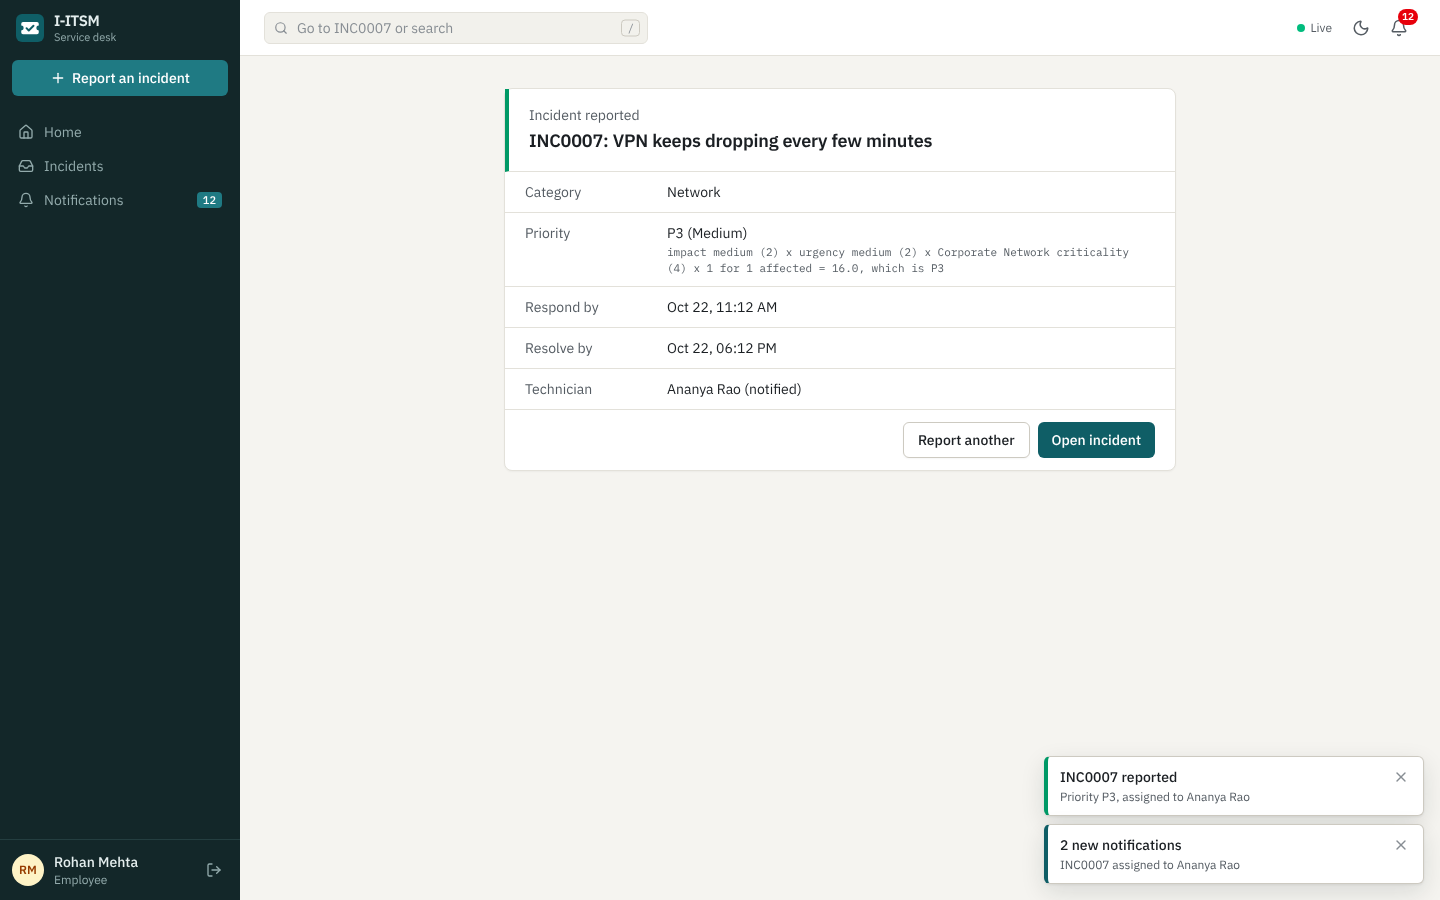 I-ITSM
Service desk
Report an incident
Home
Incidents
Notifications 12
Rohan Mehta
RM
Employee
Go to INC0007 or search /
Live
12
Incident reported
INC0007: VPN keeps dropping every few minutes
Category Network
Priority P3 (Medium)
impact medium (2) x urgency medium (2) x Corporate Network criticality
(4) x 1 for 1 affected = 16.0, which is P3
Respond by Oct 22, 11:12 AM
Resolve by Oct 22, 06:12 PM
Technician Ananya Rao (notified)
Report another Open incident
INC0007 reported
Priority P3, assigned to Ananya Rao
2 new notifications
INC0007 assigned to Ananya Rao